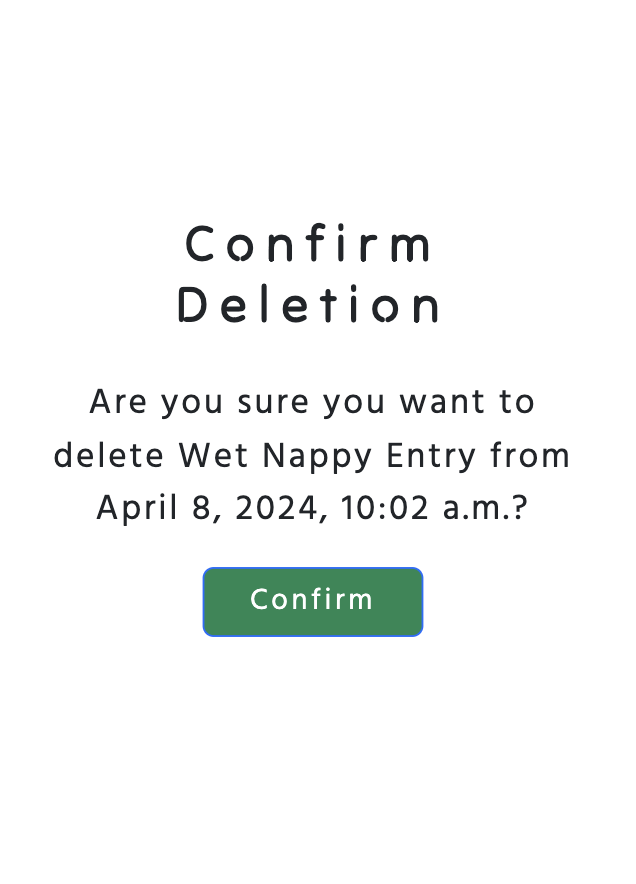 Confirm
Deletion
Are you sure you want to
delete Wet Nappy Entry from
April 8, 2024, 10:02 a.m.?
Confirm